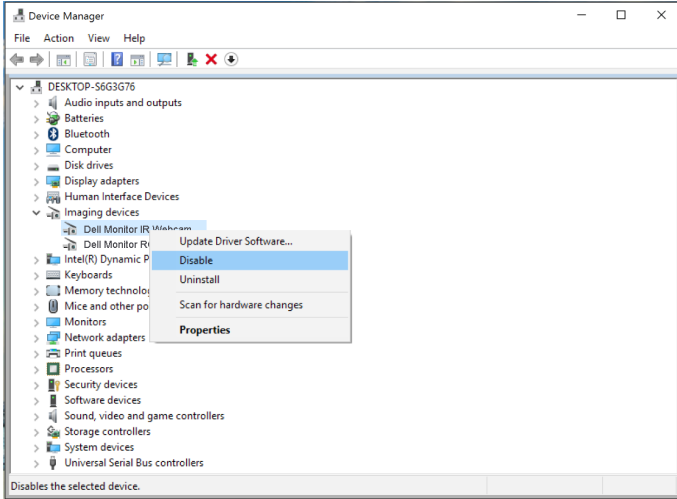 Device Manager
File Action View Help
DESKTOP-S6G3G76
Audio inputs and outputs
Batteries
Bluetooth
Computer
Disk drives
Display adapters
Human Interface Devices
Imaging devices
Dell Monitor IR Webcam
Dell Monitor
Intel(R) Dynamic P
Keyboards
Memory technolo
Mice and other po
Monitors
Network adapters
Print queues
Processors
Security devices
Software devices
Sound, video and game controllers
Storage controllers
System devices
Universal Serial Bus controllers
Update Driver Software...
Disable
Uninstall
Scan for hardware changes
Properties
Disables the selected device.